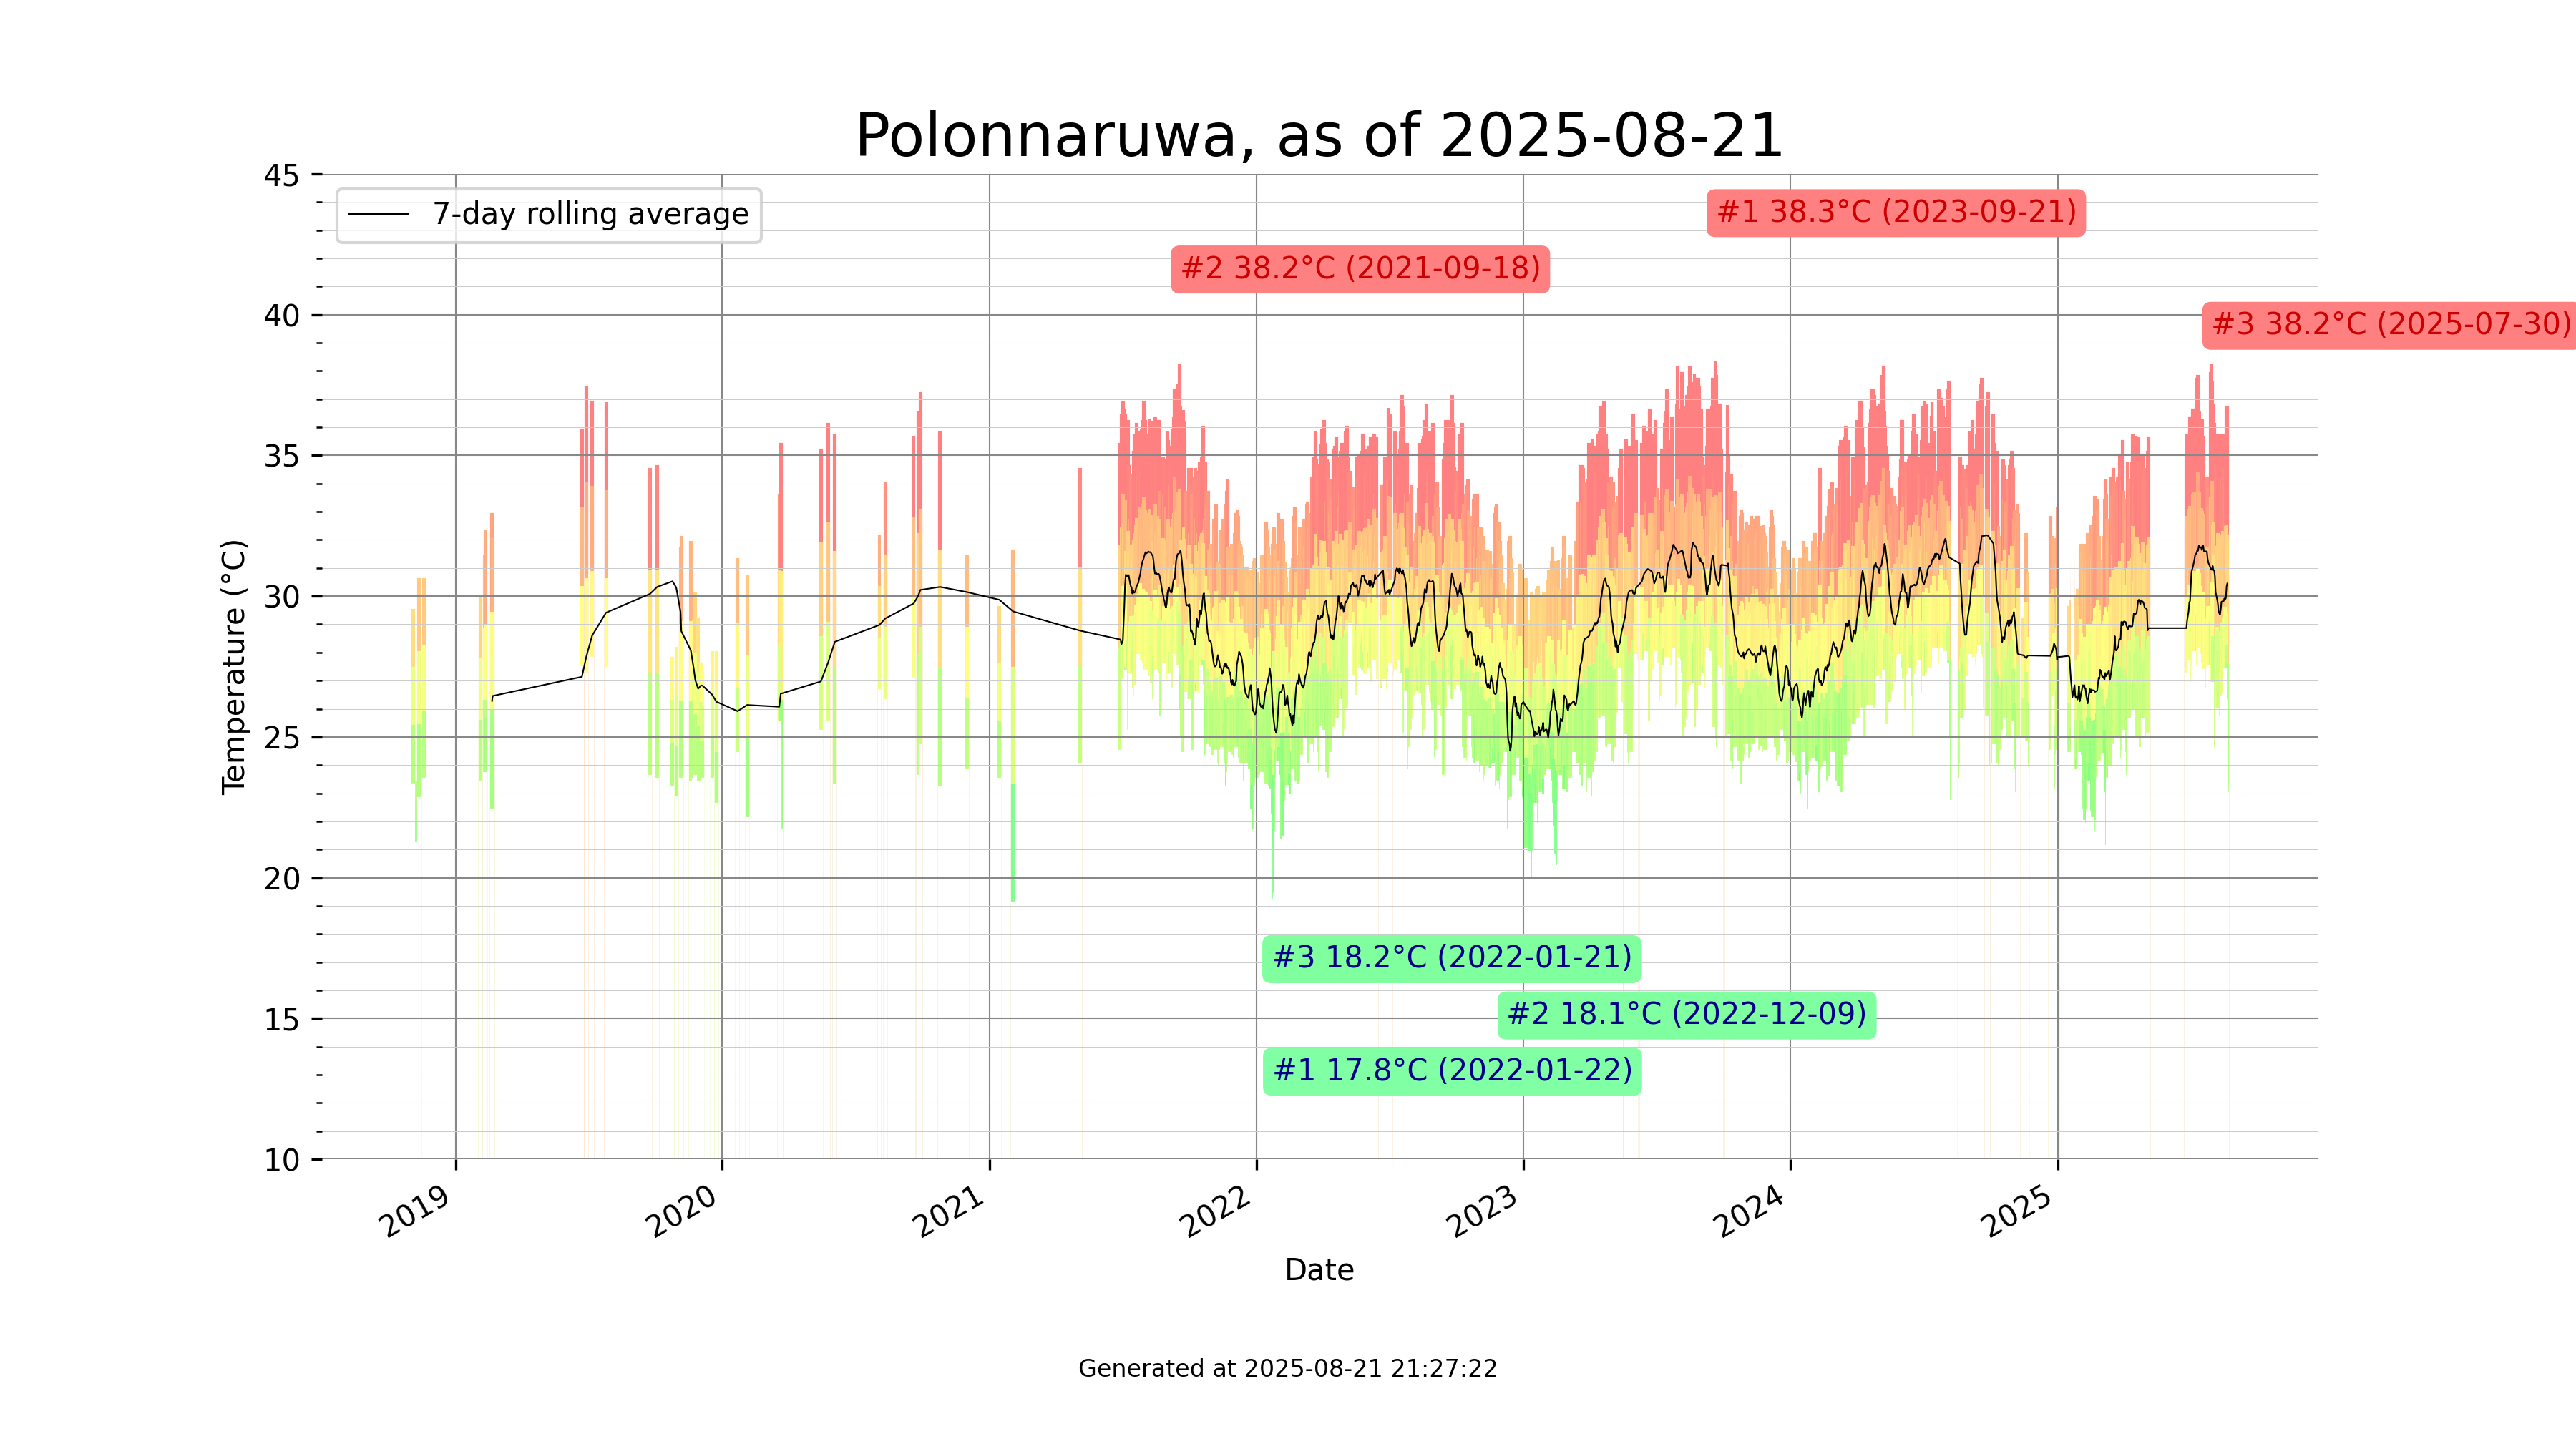 Polonnaruwa, as of 2025-08-21
45
7-day rolling average
#1 38.3°C (2023-09-21)
#2 38.2°C (2021-09-18)
40
#3 38.2°C (2025-07-30)
35
30
Temperature (°C)
25
20
#3 18.2°C (2022-01-21)
15
#2 18.1°C (2022-12-09)
#1 17.8°C (2022-01-22)
10
2019
2020
2021
2022
2023
2024
2025
Date
Generated at 2025-08-21 21:27:22